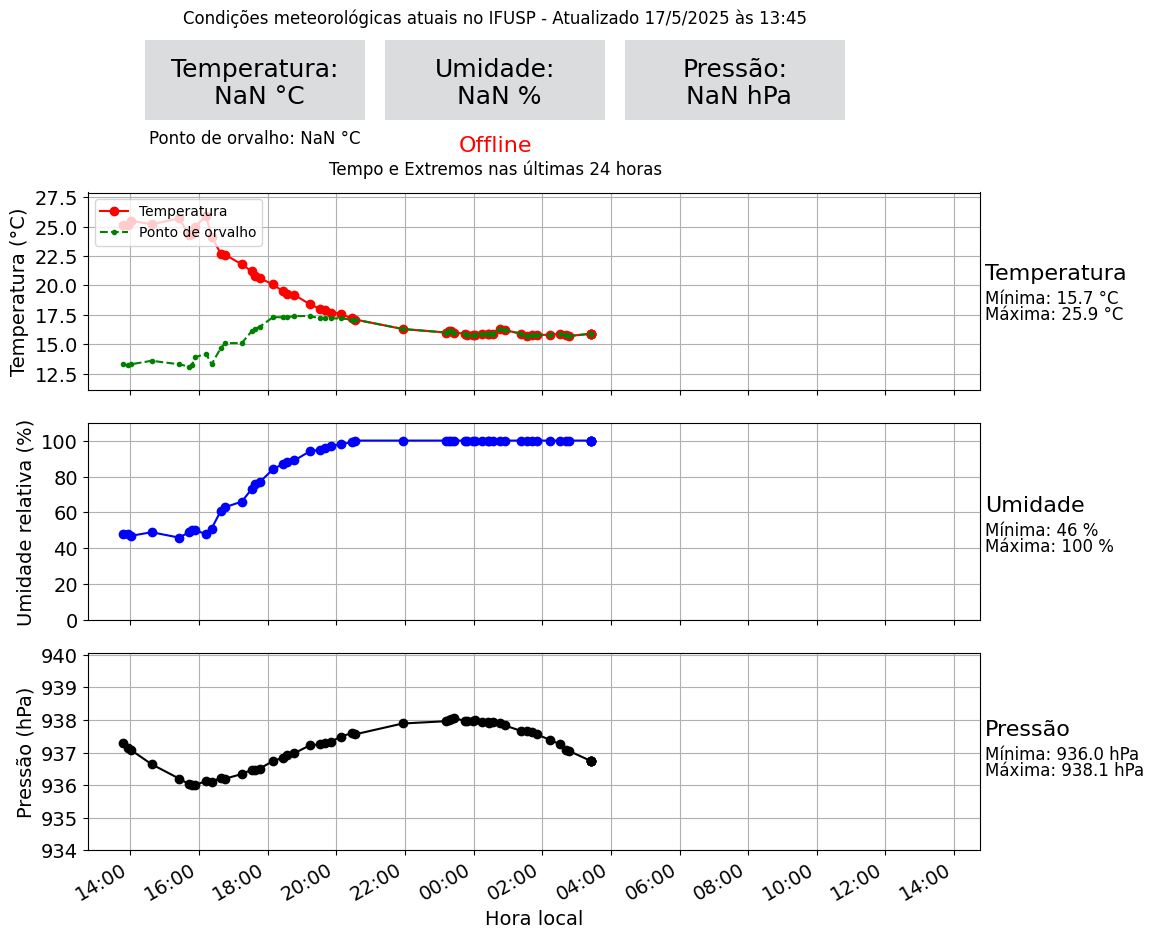 Condições meteorológicas atuais no IFUSP - Atualizado 17/5/2025 às 13:45
Temperatura:
NaN °C
Umidade:
NaN %
Pressão:
NaN hPa
Ponto de orvalho: NaN °C
Offline
Tempo e Extremos nas últimas 24 horas
Temperatura (°C)
27.5
25.0
22.5
20.0
17.5
15.0
12.5
Temperatura
Ponto de orvalho
Temperatura
Mínima: 15.7 °C
Máxima: 25.9 °C
Umidade relativa (%)
100
80
60
40
20
0
Umidade
Mínima: 46 %
Máxima: 100 %
Pressão (hPa)
940
939
938
937
936
935
934
Pressão
Mínima: 936.0 hPa
Máxima: 938.1 hPa
14:00 16:00 18:00 20:00 22:00 00:00 02:00 04:00 06:00 08:00 10:00 12:00 14:00
Hora local